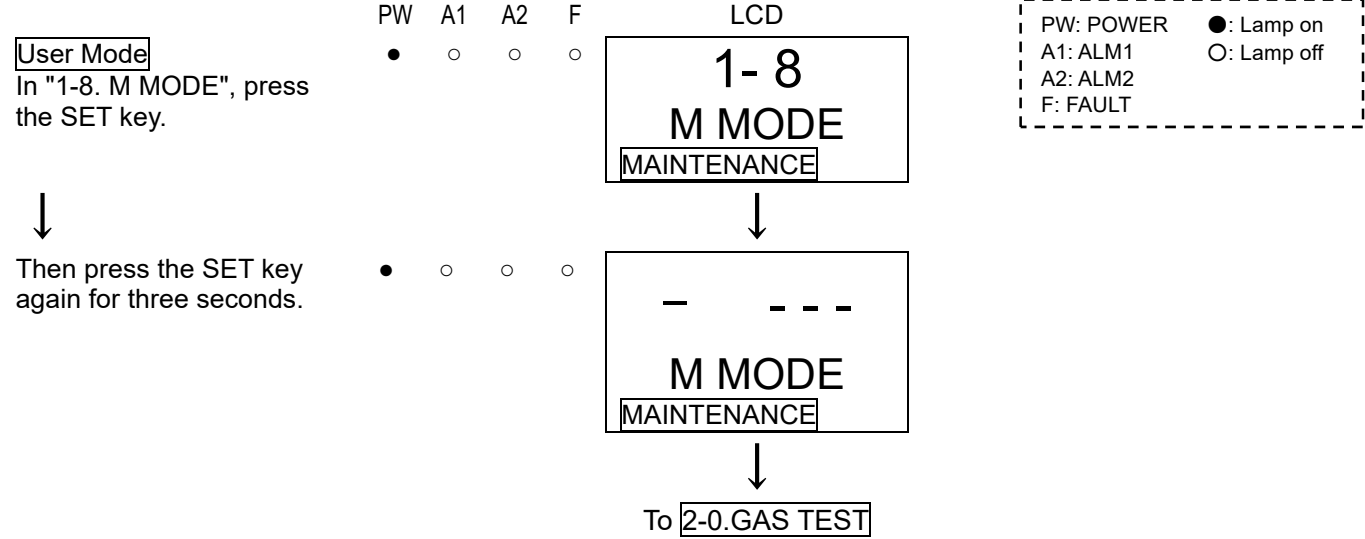 PW A1 A2 F LCD
PW: POWER ●: Lamp on
A1: ALM1 ○: Lamp off
A2: ALM2
F: FAULT
User Mode
In "1-8. M MODE", press
the SET key.
● ○ ○ ○
1- 8
M MODE
MAINTENANCE
↓ ↓
Then press the SET key
again for three seconds.
● ○ ○ ○
– - - -
M MODE
MAINTENANCE
↓
To 2-0.GAS TEST